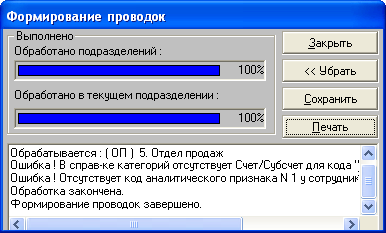 Формирование проводок
Выполнено
Обработано подразделений :
100%
Обработано в текущем подразделении :
100%
Закрыть
<< Убрать
Сохранить
Печать
Обрабатывается : ( ОП ) 5. Отдел продаж
Ошибка ! В справ-ке категорий отсутствует Счет/Субсчет для кода "
Ошибка ! Отсутствует код аналитического признака N 1 у сотрудник
Обработка закончена.
Формирование проводок завершено.